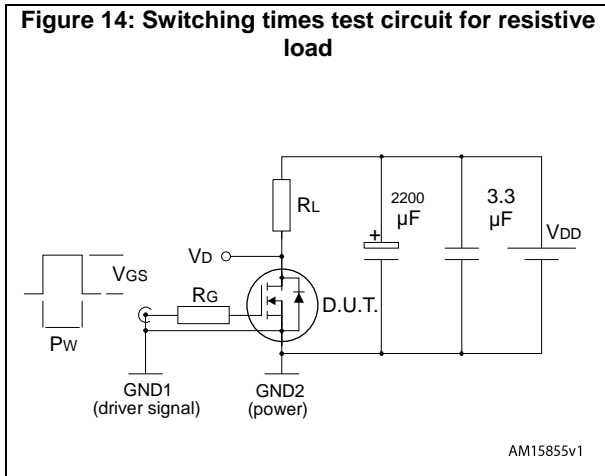 Figure 14: Switching times test circuit for resistive
load
RL
2200
μF
3.3
μF
VDD
+
VD
VGS
RG
D.U.T.
PW
GND1
(driver signal)
GND2
(power)
AM15855v1